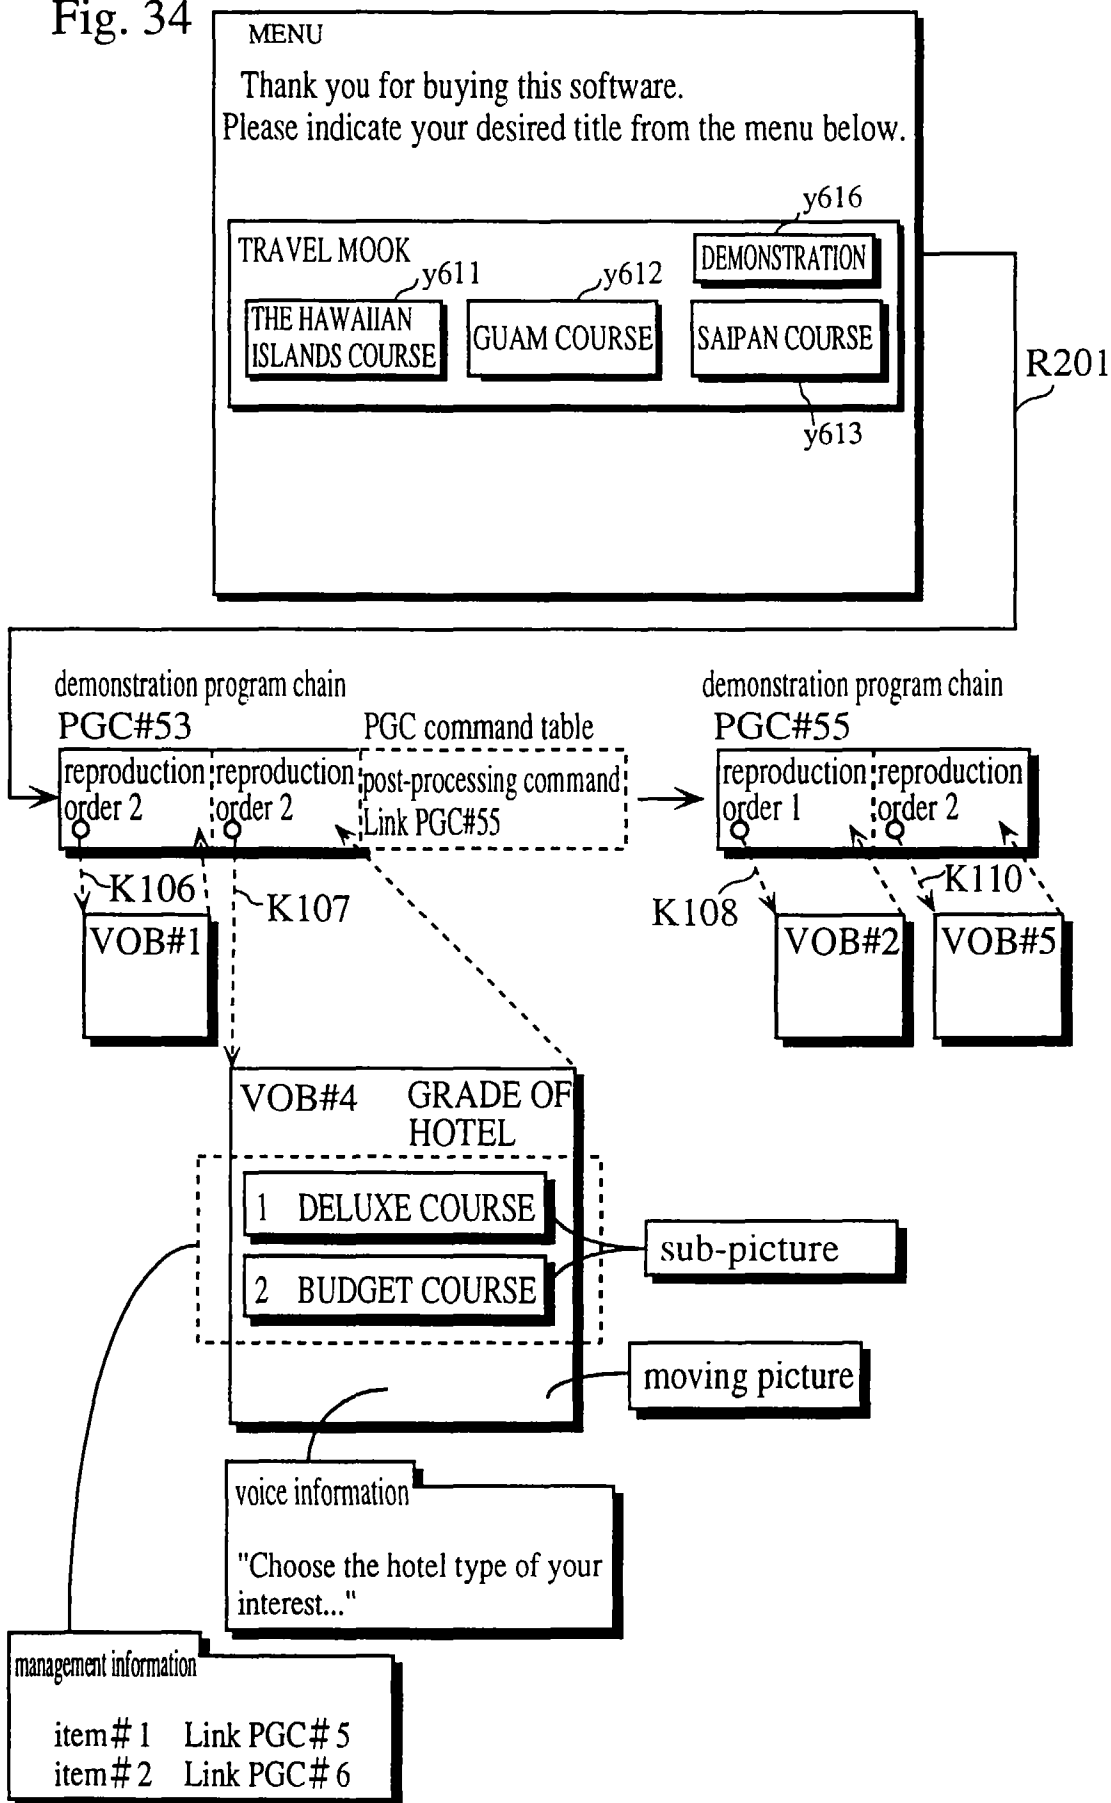 Fig. 34
MENU
Thank you for buying this software.
Please indicate your desired title from the menu below.
y616
TRAVEL MOOK
DEMONSTRATION
y611
y612
THE HAWAIIAN
ISLANDS COURSE
GUAM COURSE
SAIPAN COURSE
R201
y613
demonstration program chain
PGC#53
PGC command table
reproduction
order 2
reproduction
order 2
post-processing command
Link PGC#55
demonstration program chain
PGC#55
reproduction
order 1
reproduction
order 2
K106
K107
K108
K110
VOB#1
VOB#2
VOB#5
VOB#4
GRADE OF
HOTEL
1 DELUXE COURSE
2 BUDGET COURSE
sub-picture
moving picture
voice information
"Choose the hotel type of your
interest..."
management information
item#1 Link PGC#5
item#2 Link PGC#6